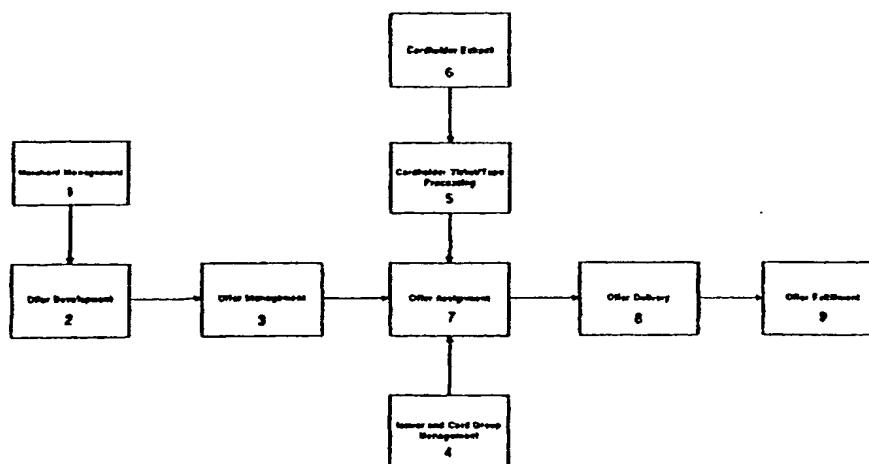 Cardholder Extract
6
Merchant Management
1
Cardholder Ticket/Tape
Processing
5
Offer Development
2
Offer Management
3
Offer Assignment
7
Offer Delivery
8
Offer Fulfillment
9
Issuer and Card Group
Management
4